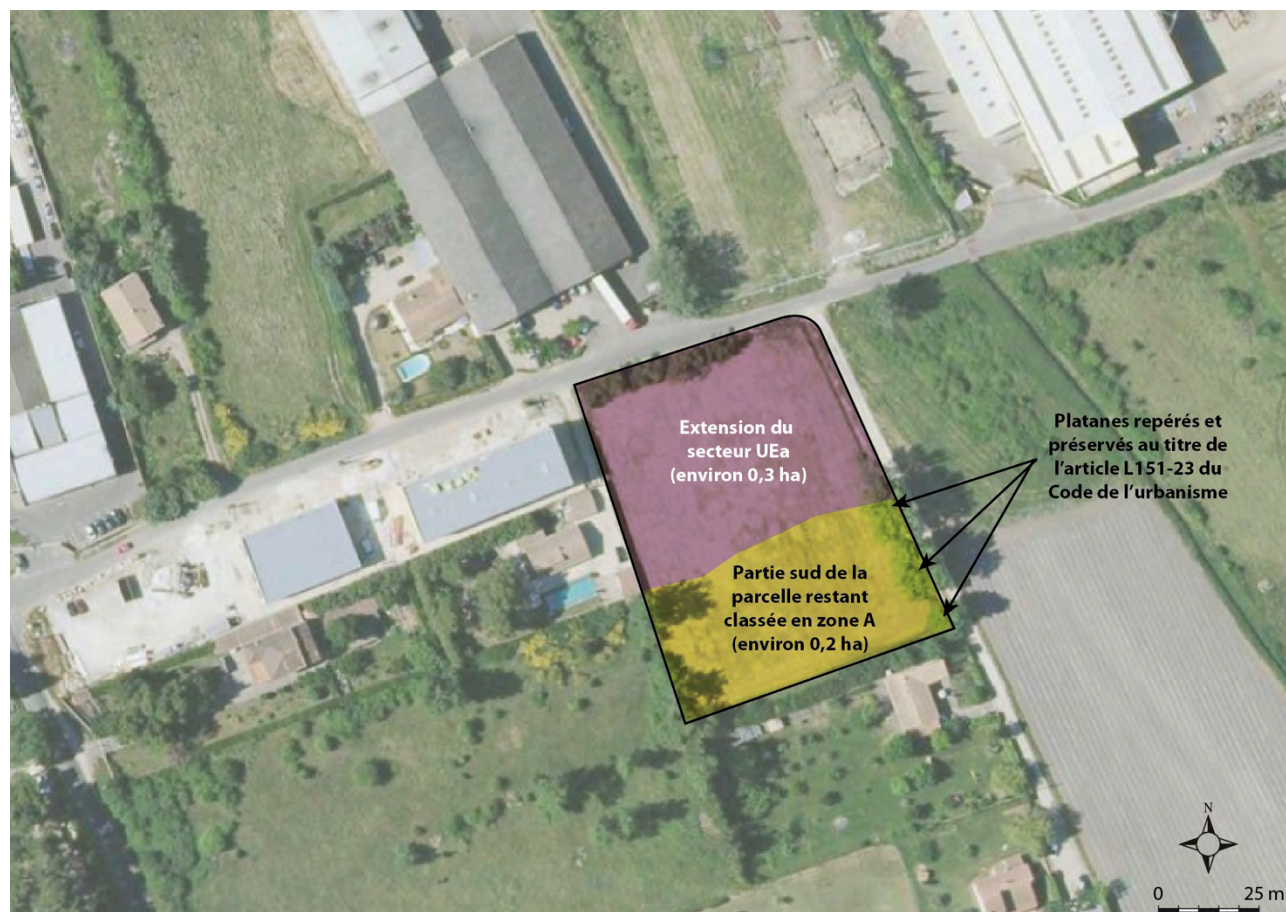 Extension du
secteur UEa
(environ 0,3 ha)
Platanes repérés et
préservés au titre de
l'article L151-23 du
Code de l'urbanisme
Partie sud de la
parcelle restant
classée en zone A
(environ 0,2 ha)
N
0 25 m